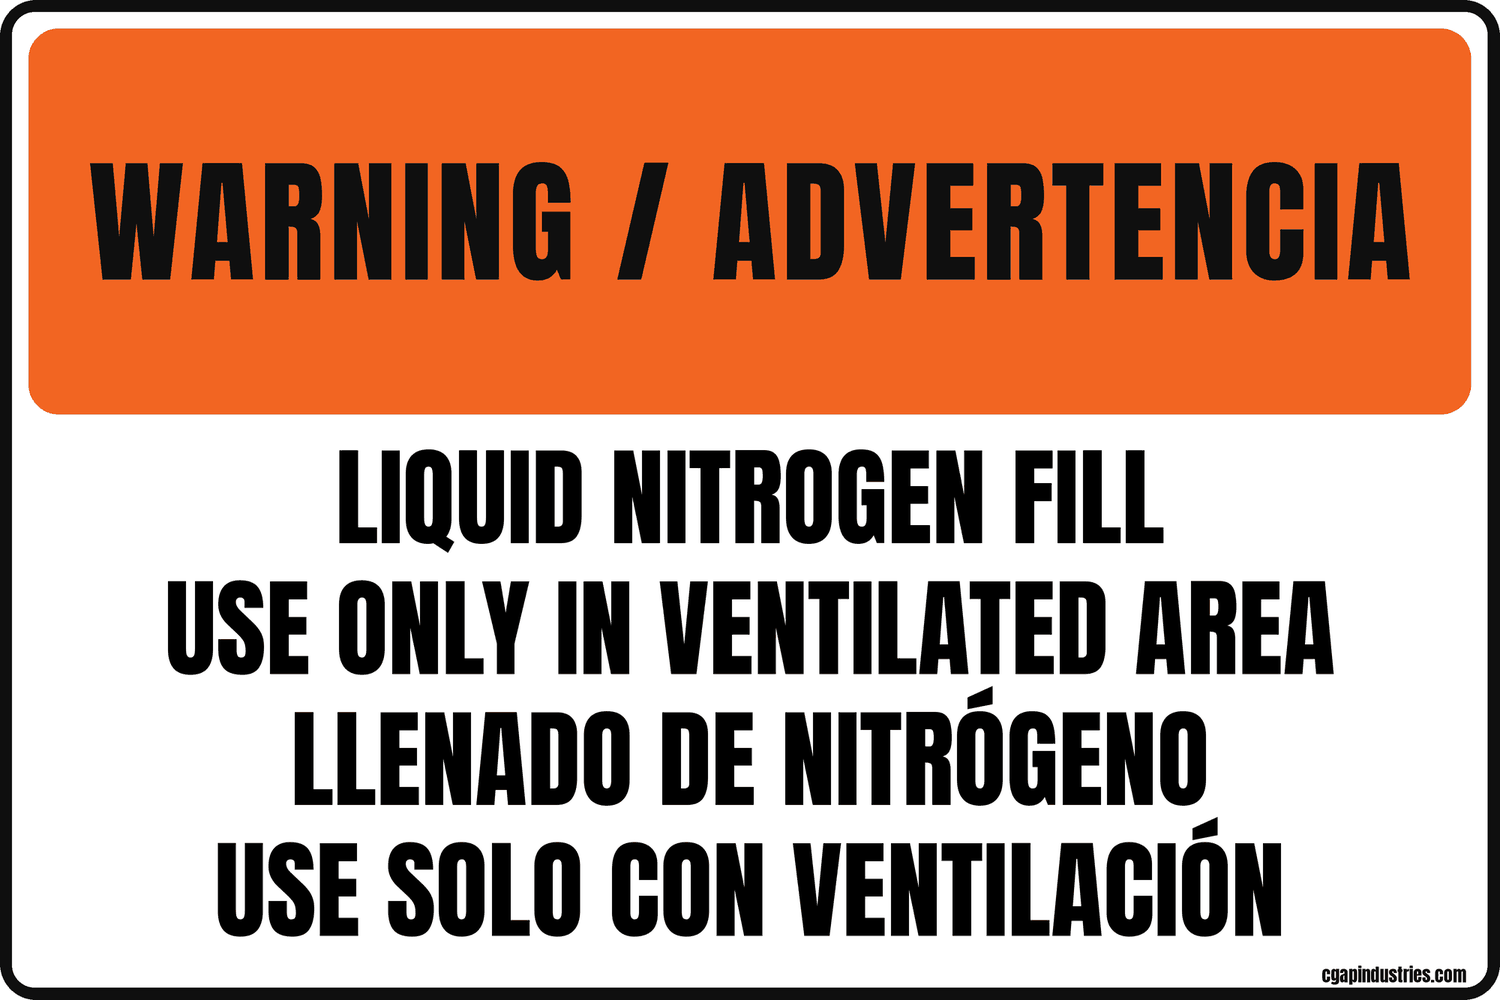 WARNING / ADVERTENCIA
LIQUID NITROGEN FILL
USE ONLY IN VENTILATED AREA
LLENADO DE NITRÓGENO
USE SOLO CON VENTILACIÓN
cgapindustries.com